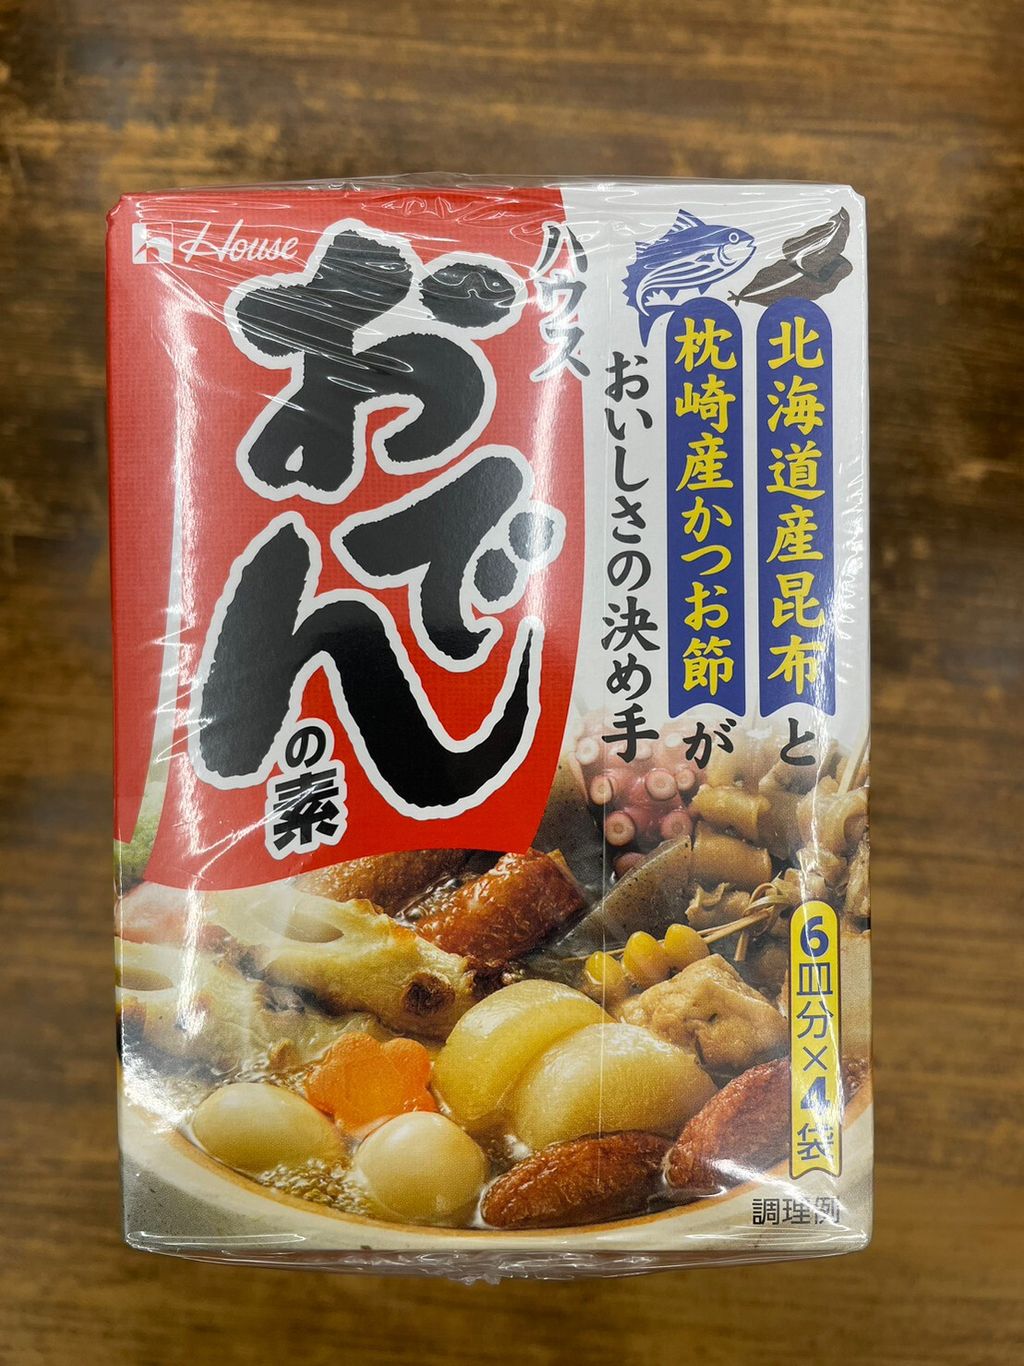 House
ハウス
おでん
の素
北海道産昆布と
枕崎産かつお節が
おいしさの決め手
6皿分×4袋
調理例